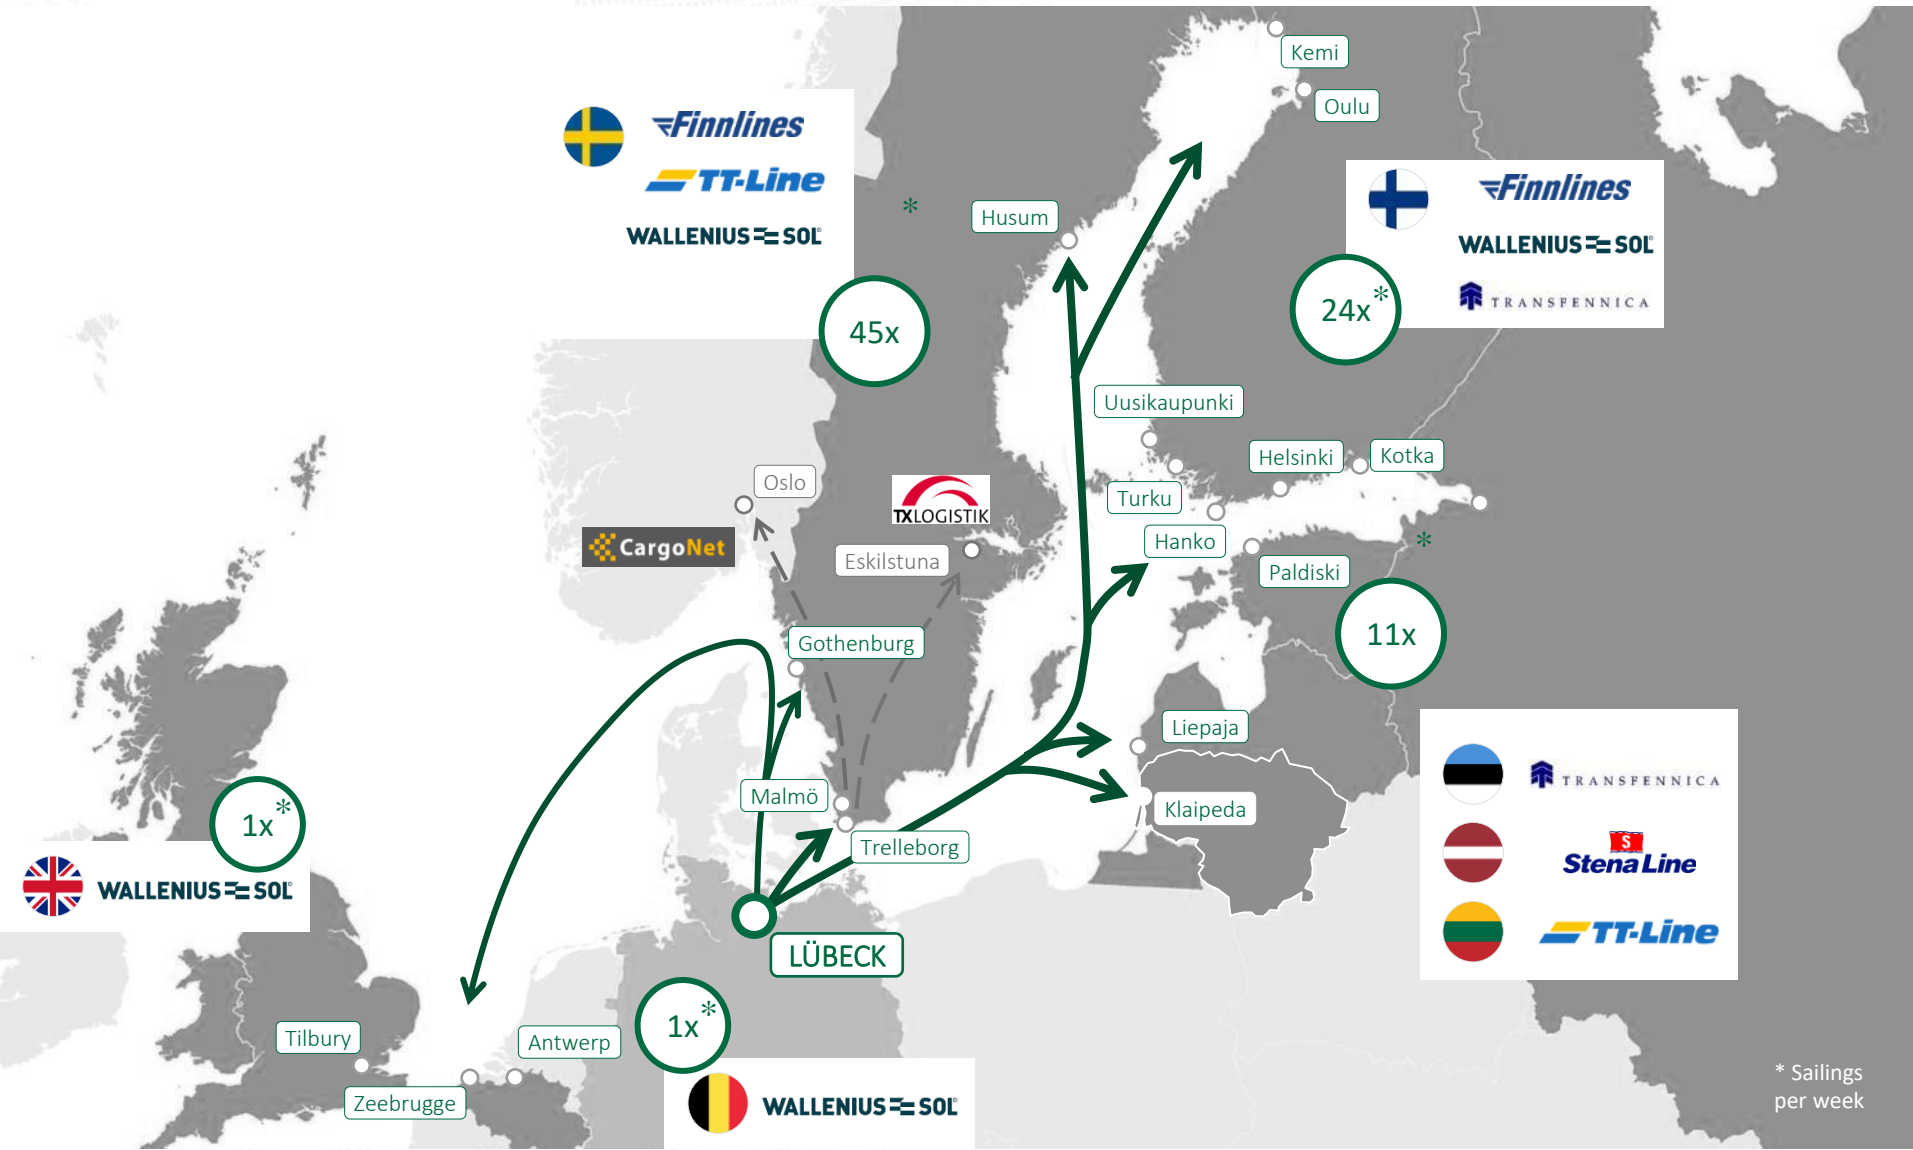 Kemi
Oulu
Finnlines
TT-Line
WALLENIUS SOL
*
45x
Husum
Finnlines
WALLENIUS SOL
TRANSFENNICA
24x*
Uusikaupunki
Helsinki
Kotka
Turku
Hanko
Paldiski
*
11x
Oslo
CargoNet
TXLOGISTIK
Eskilstuna
Gothenburg
Liepaja
Klaipeda
Malmö
Trelleborg
LÜBECK
TRANSFENNICA
S
Stena Line
TT-Line
1x*
WALLENIUS SOL
Tilbury
Zeebrugge
Antwerp
1x*
WALLENIUS SOL
* Sailings
per week